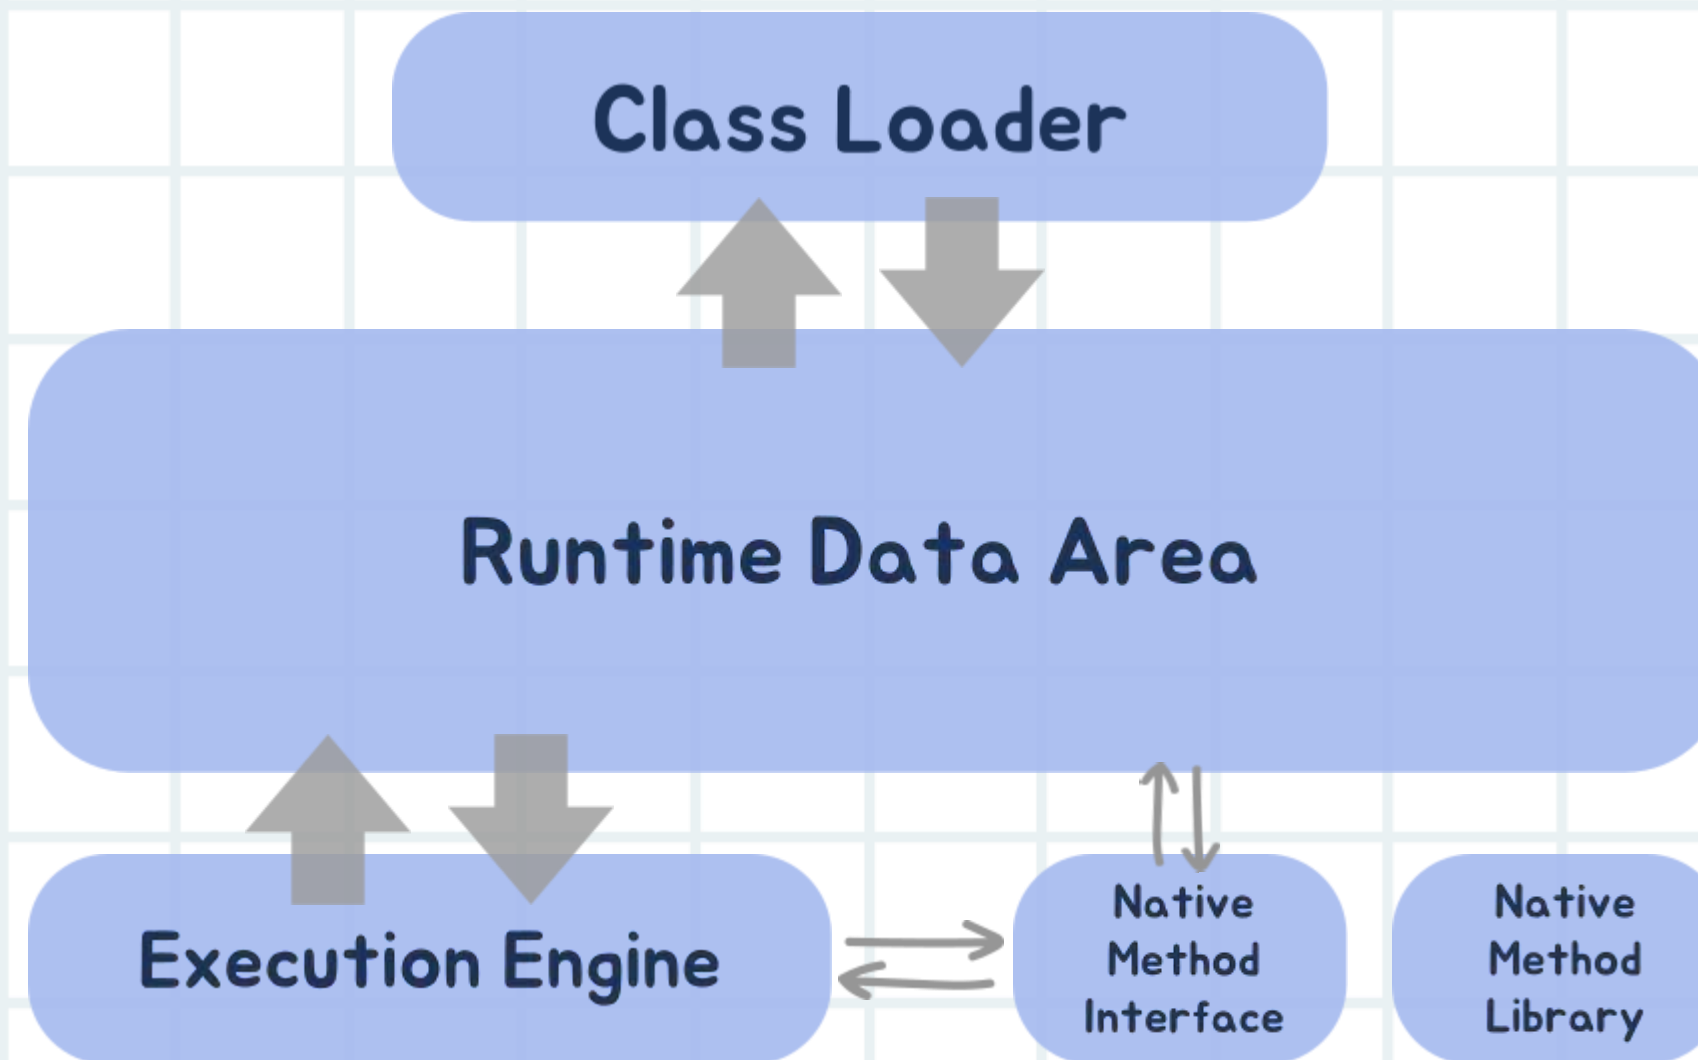 Class Loader
Runtime Data Area
Execution Engine
Native
Method
Interface
Native
Method
Library